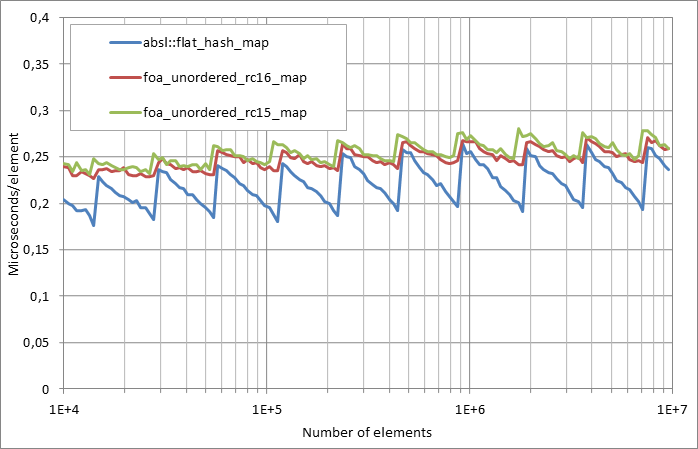 0,4
0,35
0,3
0,25
0,2
0,15
0,1
0,05
0
Microseconds/element
absl::flat_hash_map
foa_unordered_rc16_map
foa_unordered_rc15_map
1E+4 1E+5 1E+6 1E+7
Number of elements